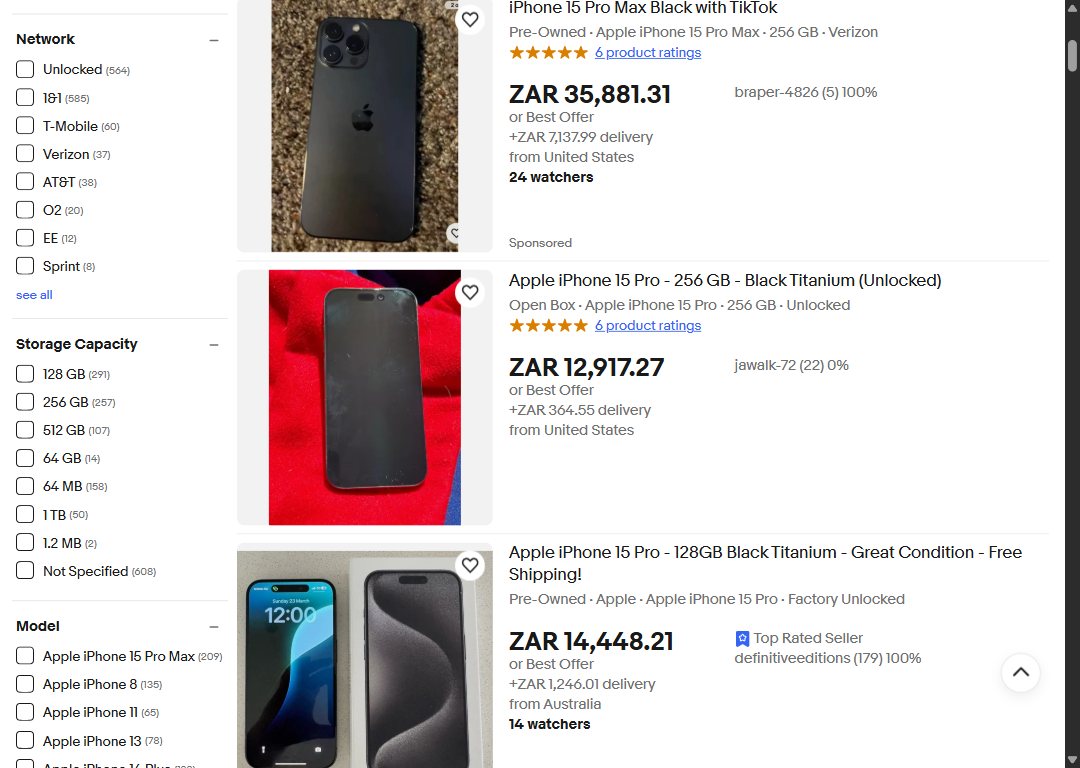 Network
Unlocked (564)
1&1 (585)
T-Mobile (60)
Verizon (37)
AT&T (38)
O2 (20)
EE (12)
Sprint (8)
see all
Storage Capacity
128 GB (291)
256 GB (257)
512 GB (107)
64 GB (14)
64 MB (158)
1 TB (50)
1.2 MB (2)
Not Specified (608)
Model
Apple iPhone 15 Pro Max (209)
Apple iPhone 8 (135)
Apple iPhone 11 (65)
Apple iPhone 13 (78)
Apple iPhone 14 Plus
iPhone 15 Pro Max Black with TikTok
Pre-Owned · Apple iPhone 15 Pro Max · 256 GB · Verizon
6 product ratings
ZAR 35,881.31
braper-4826 (5) 100%
or Best Offer
+ZAR 7,137.99 delivery
from United States
24 watchers
Sponsored
Apple iPhone 15 Pro - 256 GB - Black Titanium (Unlocked)
Open Box · Apple iPhone 15 Pro · 256 GB · Unlocked
6 product ratings
ZAR 12,917.27
jawalk-72 (22) 0%
or Best Offer
+ZAR 364.55 delivery
from United States
Sunday 23 March
12:00
Apple iPhone 15 Pro - 128GB Black Titanium - Great Condition - Free
Shipping!
Pre-Owned · Apple · Apple iPhone 15 Pro · Factory Unlocked
ZAR 14,448.21
Top Rated Seller
definitiveeditions (179) 100%
or Best Offer
+ZAR 1,246.01 delivery
from Australia
14 watchers